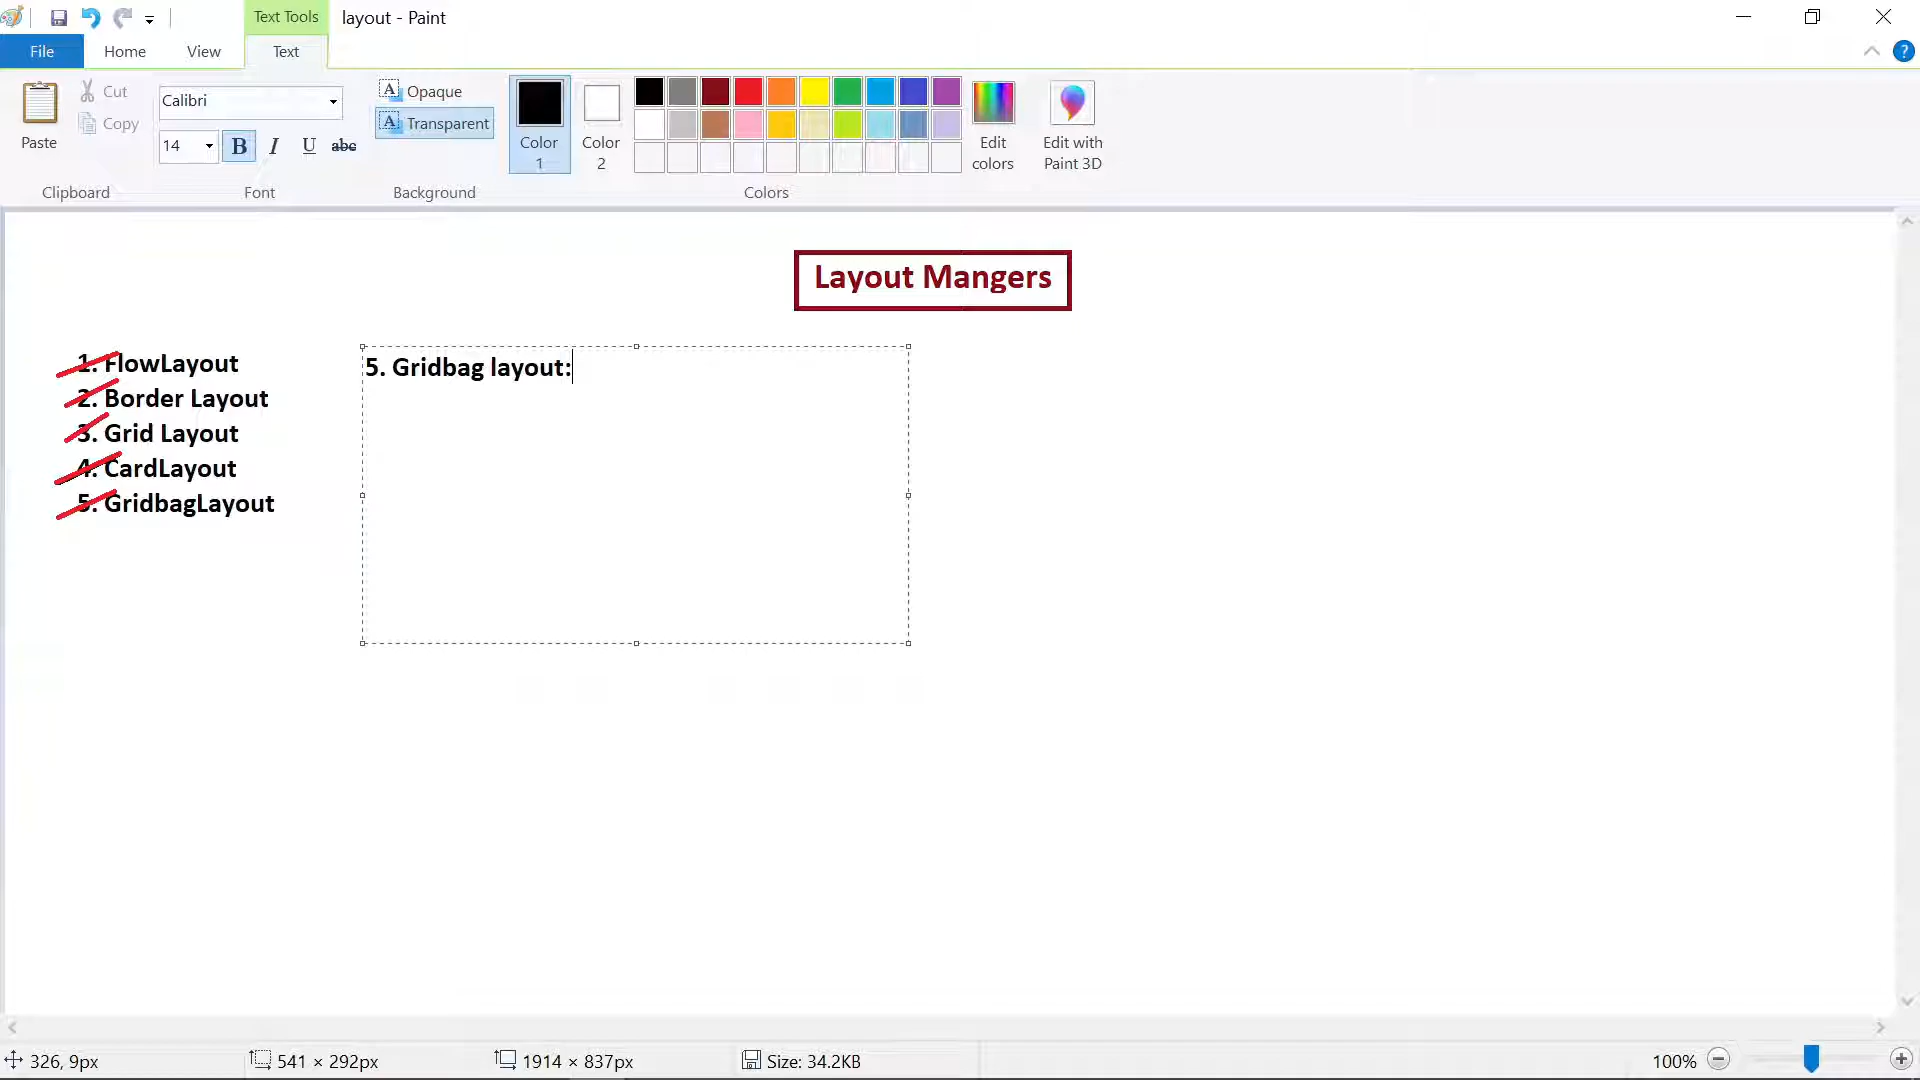 Text Tools
layout - Paint
File
Home
View
Text
Paste
Cut
Copy
Clipboard
Calibri
14
B I U abc
Font
A Opaque
A Transparent
Background
Color 1
Color 2
Colors
Edit colors
Edit with Paint 3D
?
Layout Mangers
1. FlowLayout
2. Border Layout
3. Grid Layout
4. CardLayout
5. GridbagLayout
5. Gridbag layout:
326, 9px
541 × 292px
1914 × 837px
Size: 34.2KB
100%